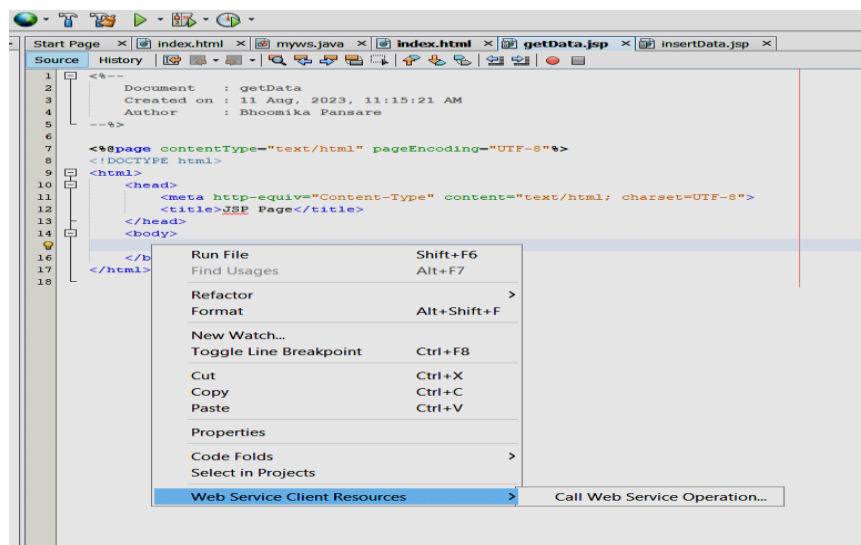 Start Page × index.html × myws.java × index.html × getData.jsp × insertData.jsp ×
Source History
1 <%--
2 Document : getData
3 Created on : 11 Aug, 2023, 11:15:21 AM
4 Author : Bhoomika Pansare
5 --%>
6
7 <%@page contentType="text/html" pageEncoding="UTF-8"%>
8 <!DOCTYPE html>
9 <html>
10 <head>
11 <meta http-equiv="Content-Type" content="text/html; charset=UTF-8">
12 <title>JSP Page</title>
13 </head>
14 <body>
16 </b
17 </html>
18
Run File Shift+F6
Find Usages Alt+F7
Refactor >
Format Alt+Shift+F
New Watch...
Toggle Line Breakpoint Ctrl+F8
Cut Ctrl+X
Copy Ctrl+C
Paste Ctrl+V
Properties
Code Folds >
Select in Projects
Web Service Client Resources > Call Web Service Operation...